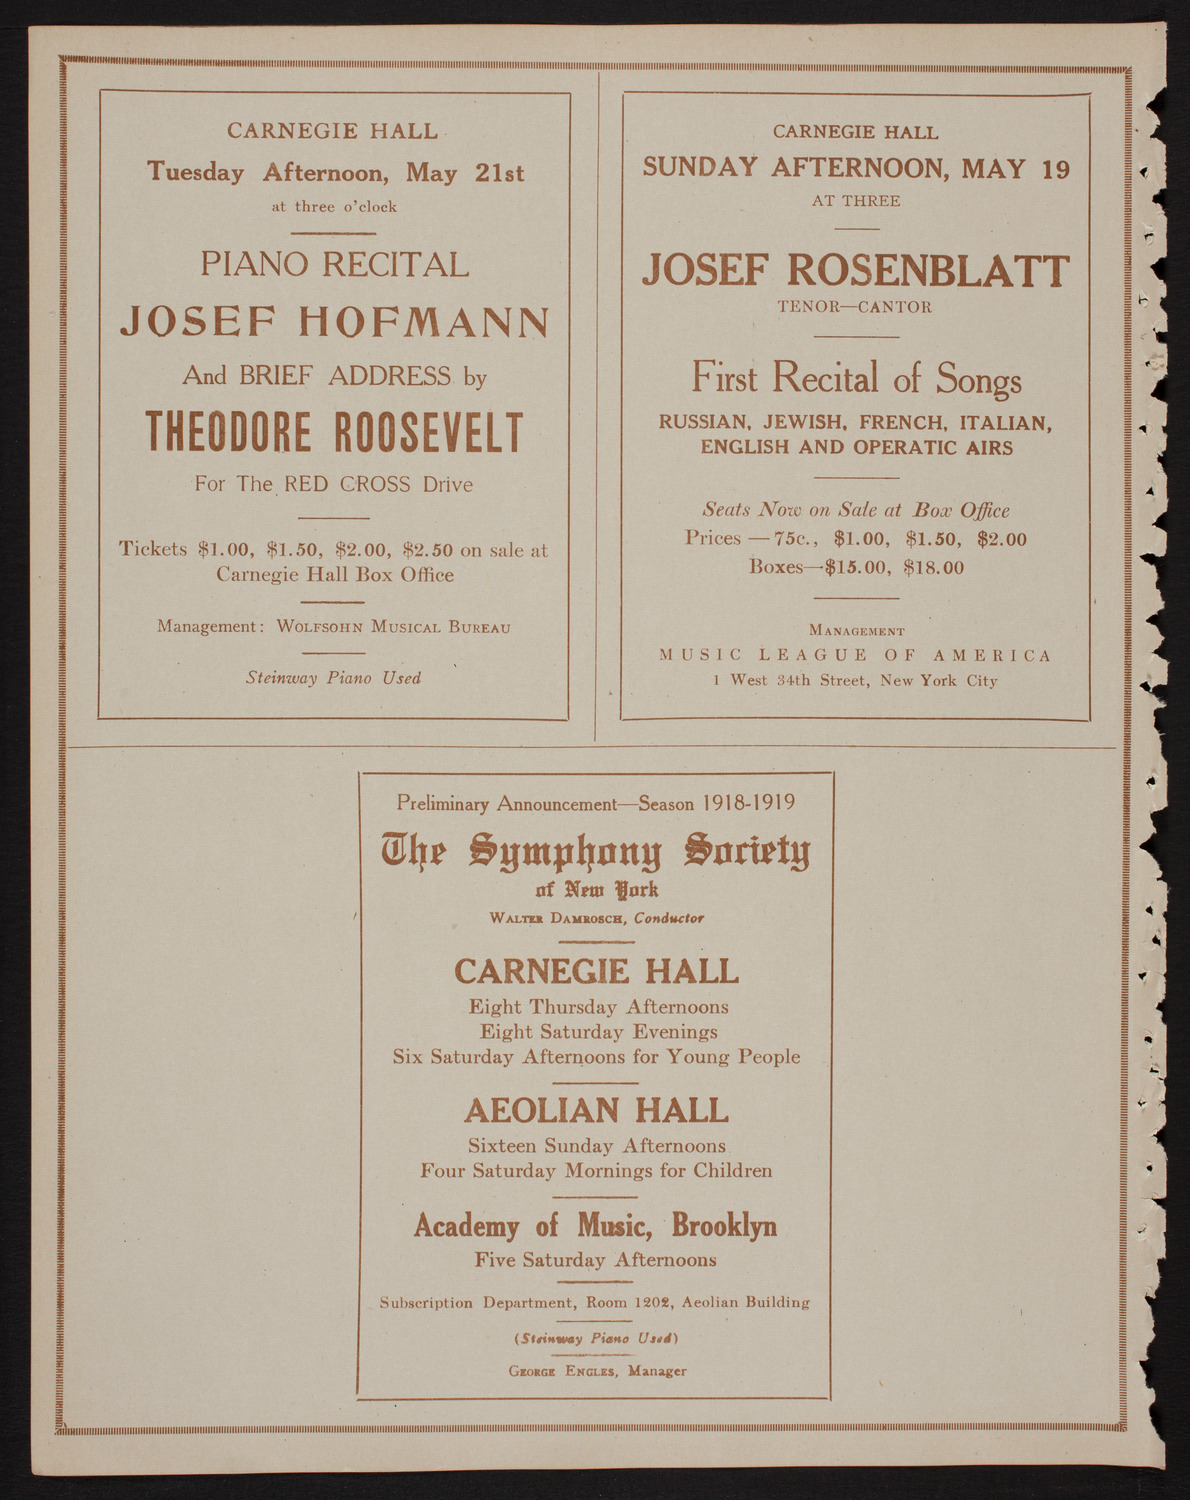 CARNEGIE HALL
Tuesday Afternoon, May 21st
at three o'clock
PIANO RECITAL
JOSEF HOFMANN
And BRIEF ADDRESS by
THEODORE ROOSEVELT
For The RED CROSS Drive
Tickets $1.00, $1.50, $2.00, $2.50 on sale at
Carnegie Hall Box Office
Management: WOLFSOHN MUSICAL BUREAU
Steinway Piano Used
CARNEGIE HALL
SUNDAY AFTERNOON, MAY 19
AT THREE
JOSEF ROSENBLATT
TENOR—CANTOR
First Recital of Songs
RUSSIAN, JEWISH, FRENCH, ITALIAN,
ENGLISH AND OPERATIC AIRS
Seats Now on Sale at Box Office
Prices — 75c., $1.00, $1.50, $2.00
Boxes—$15.00, $18.00
MANAGEMENT
MUSIC LEAGUE OF AMERICA
1 West 34th Street, New York City
Preliminary Announcement—Season 1918-1919
The Symphony Society
of New York
WALTER DAMROSCH, Conductor
CARNEGIE HALL
Eight Thursday Afternoons
Eight Saturday Evenings
Six Saturday Afternoons for Young People
AEOLIAN HALL
Sixteen Sunday Afternoons
Four Saturday Mornings for Children
Academy of Music, Brooklyn
Five Saturday Afternoons
Subscription Department, Room 1202, Aeolian Building
(Steinway Piano Used)
GEORGE ENGLES, Manager